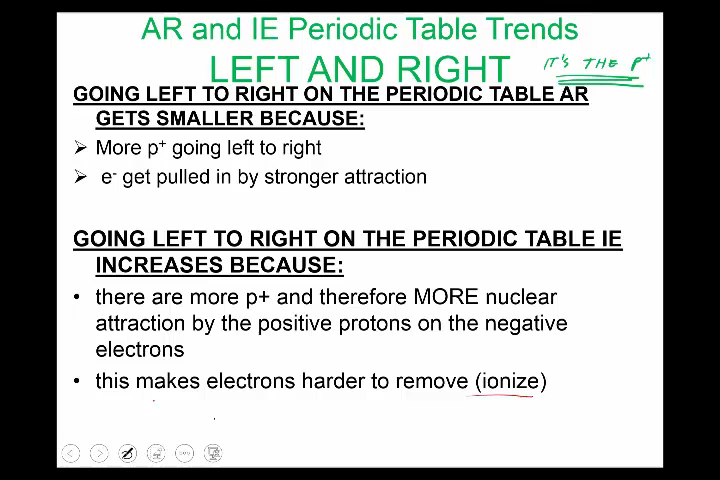 AR and IE Periodic Table Trends
LEFT AND RIGHT
IT'S THE p+
GOING LEFT TO RIGHT ON THE PERIODIC TABLE AR
GETS SMALLER BECAUSE:
➢ More p⁺ going left to right
➢ e⁻ get pulled in by stronger attraction
GOING LEFT TO RIGHT ON THE PERIODIC TABLE IE
INCREASES BECAUSE:
• there are more p+ and therefore MORE nuclear
attraction by the positive protons on the negative
electrons
• this makes electrons harder to remove (ionize)